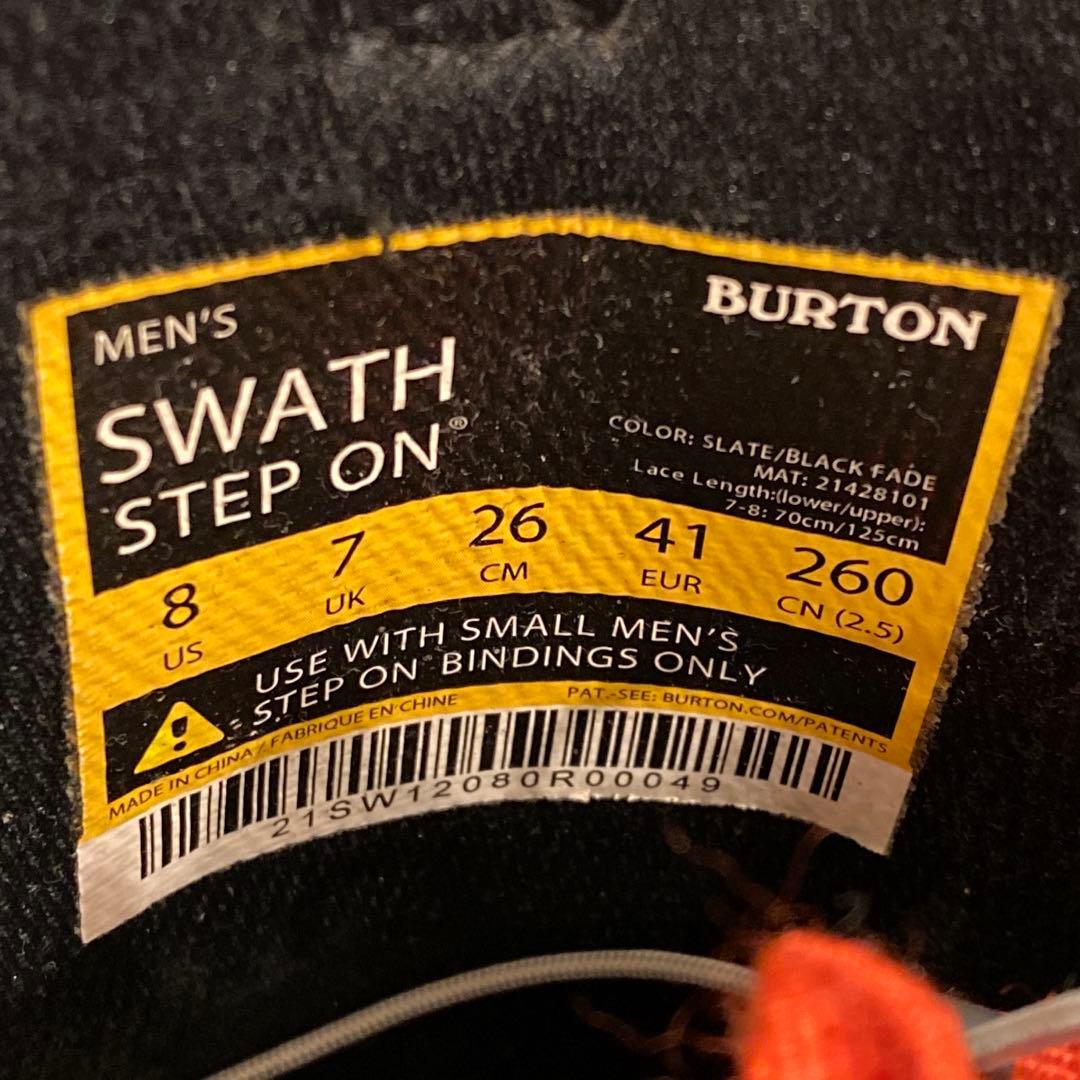 MEN'S
BURTON
SWATH
STEP ON®
COLOR: SLATE/BLACK FADE
MAT: 21428101
Lace Length:(lower/upper):
7-8: 70cm/125cm
8 US
7 UK
26 CM
41 EUR
260 CN (2.5)
USE WITH SMALL MEN'S
STEP ON® BINDINGS ONLY
MADE IN CHINA / FABRIQUE EN CHINE
PAT.-SEE: BURTON.COM/PATENTS
21SW12080R00049